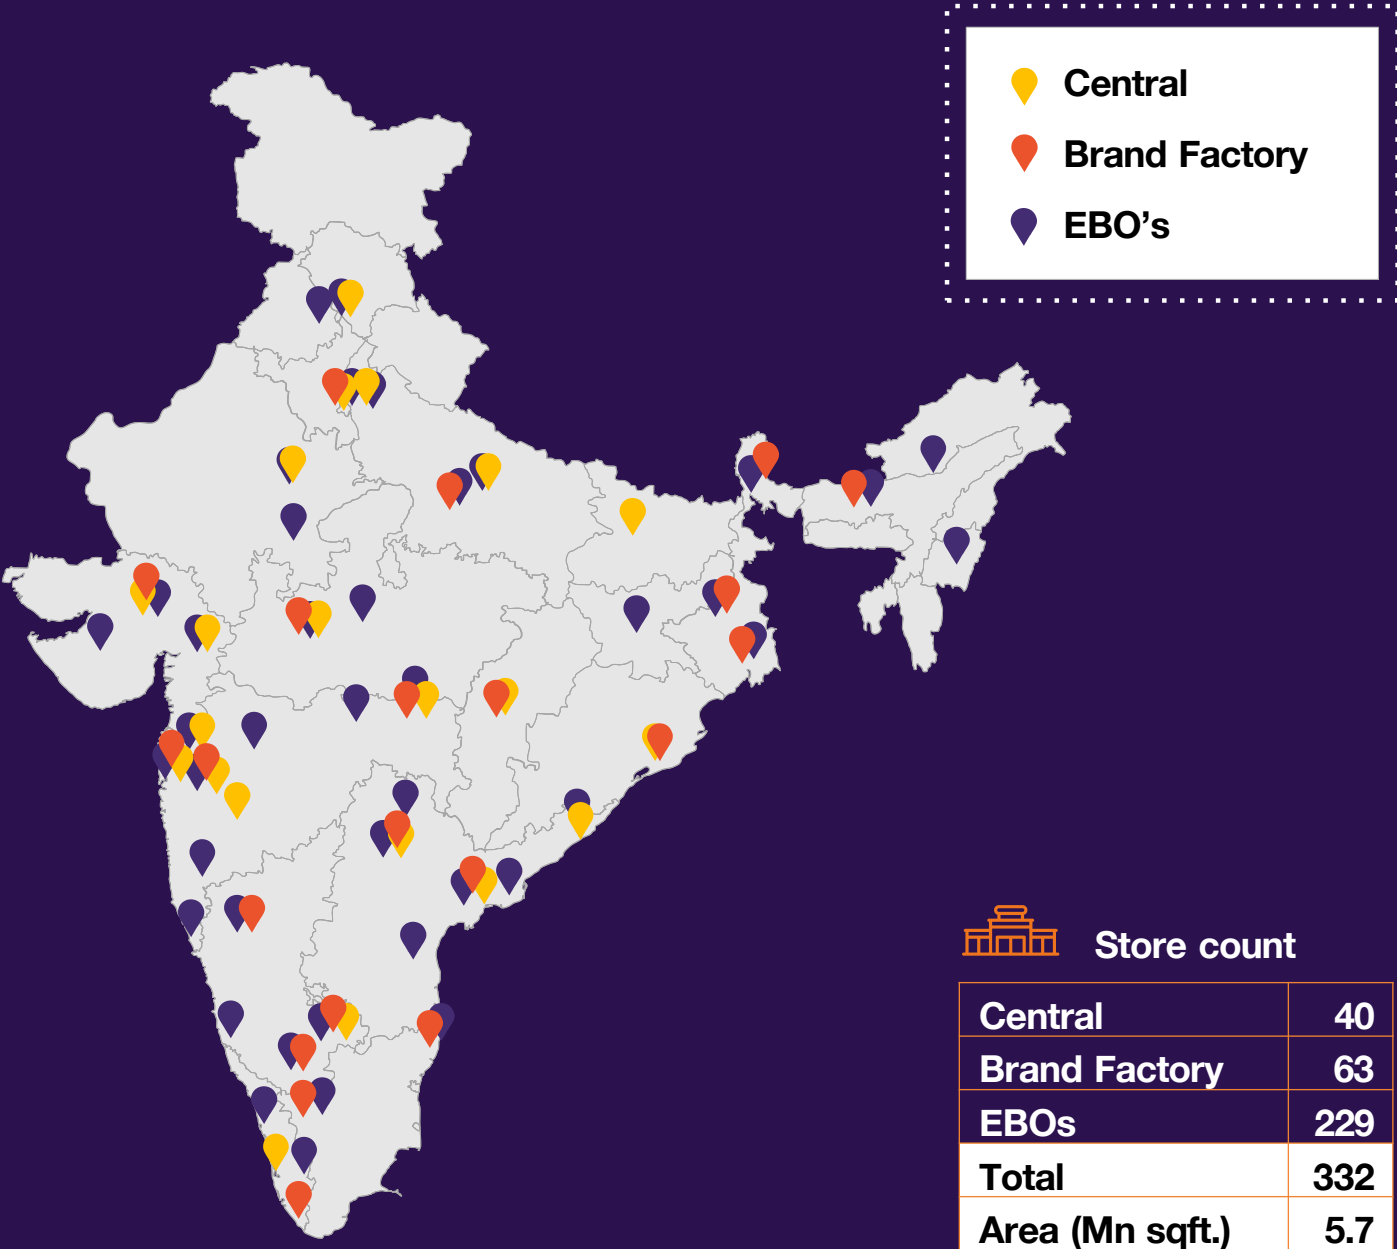 Central
Brand Factory
EBO's
Store count
Central 40
Brand Factory 63
EBOs 229
Total 332
Area (Mn sqft.) 5.7